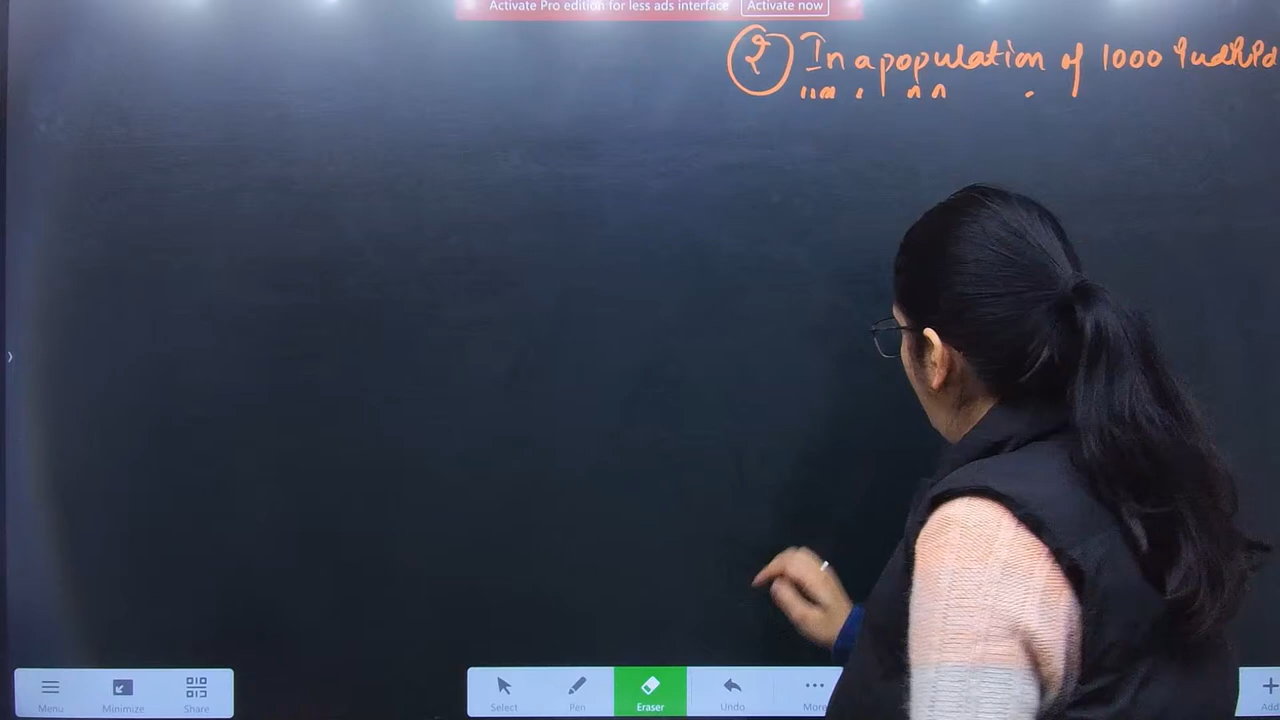 Activate Pro edition for less ads interface Activate now
② In a population of 1000
Menu Minimize Share Select Pen Eraser Undo More Add